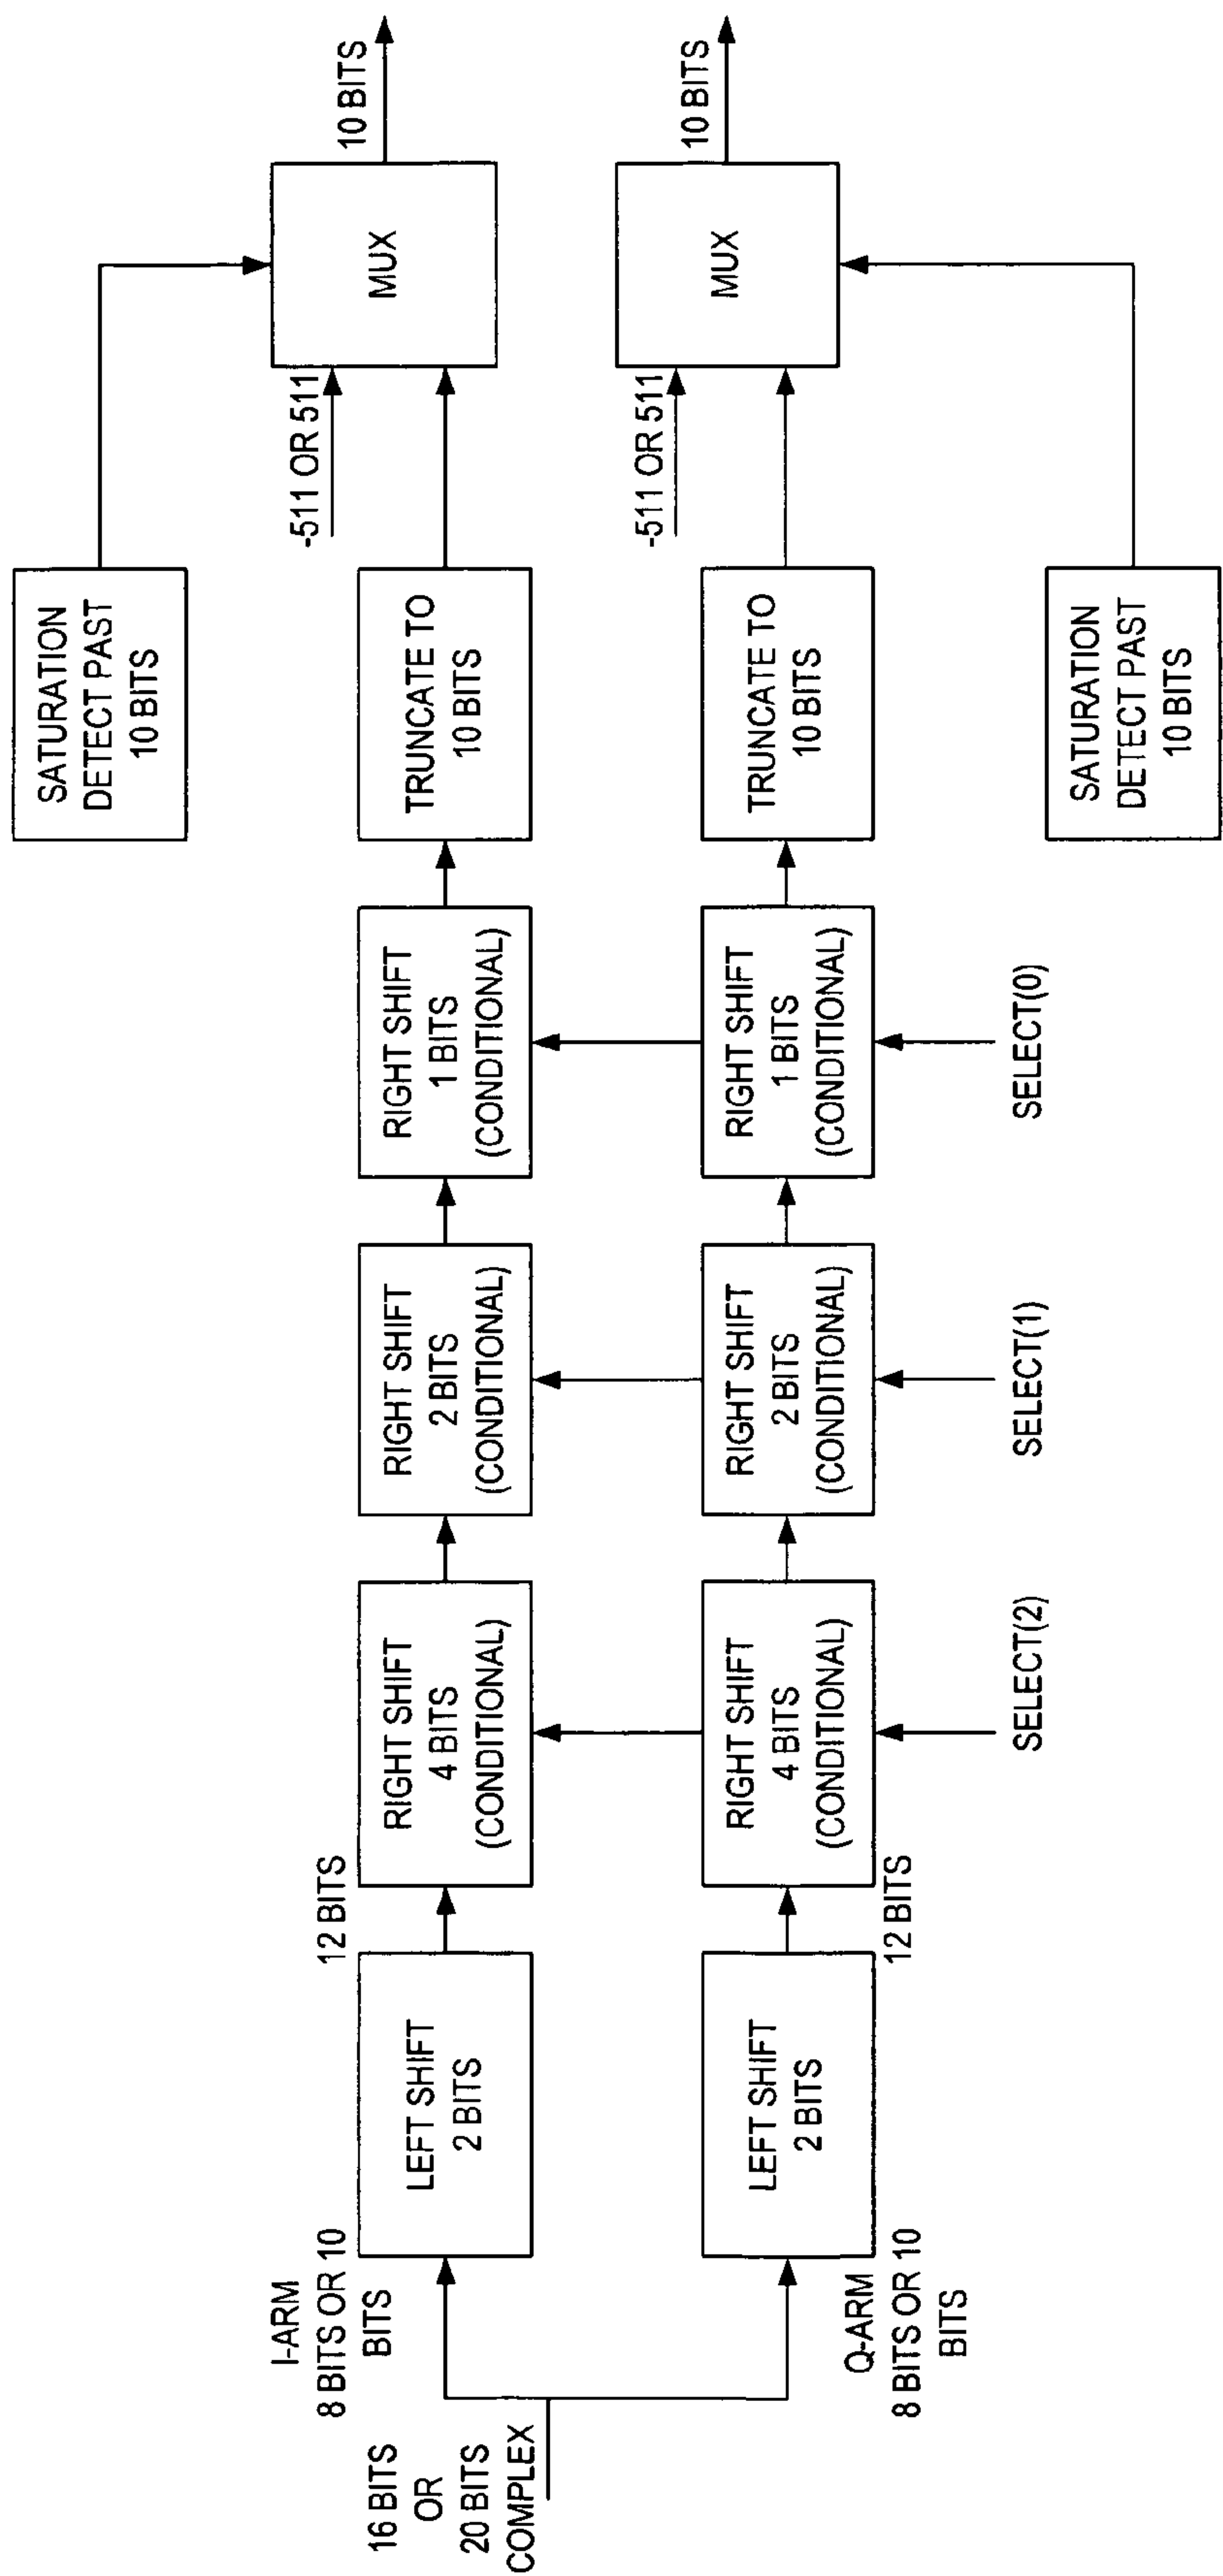 16 BITS
OR
20 BITS
COMPLEX
I-ARM
8 BITS OR 10
BITS
LEFT SHIFT
2 BITS
12 BITS
RIGHT SHIFT
4 BITS
(CONDITIONAL)
RIGHT SHIFT
2 BITS
(CONDITIONAL)
RIGHT SHIFT
1 BITS
(CONDITIONAL)
TRUNCATE TO
10 BITS
SATURATION
DETECT PAST
10 BITS
-511 OR 511
MUX
10 BITS
Q-ARM
8 BITS OR 10
BITS
LEFT SHIFT
2 BITS
12 BITS
RIGHT SHIFT
4 BITS
(CONDITIONAL)
RIGHT SHIFT
2 BITS
(CONDITIONAL)
RIGHT SHIFT
1 BITS
(CONDITIONAL)
TRUNCATE TO
10 BITS
-511 OR 511
MUX
10 BITS
SATURATION
DETECT PAST
10 BITS
SELECT(2)
SELECT(1)
SELECT(0)